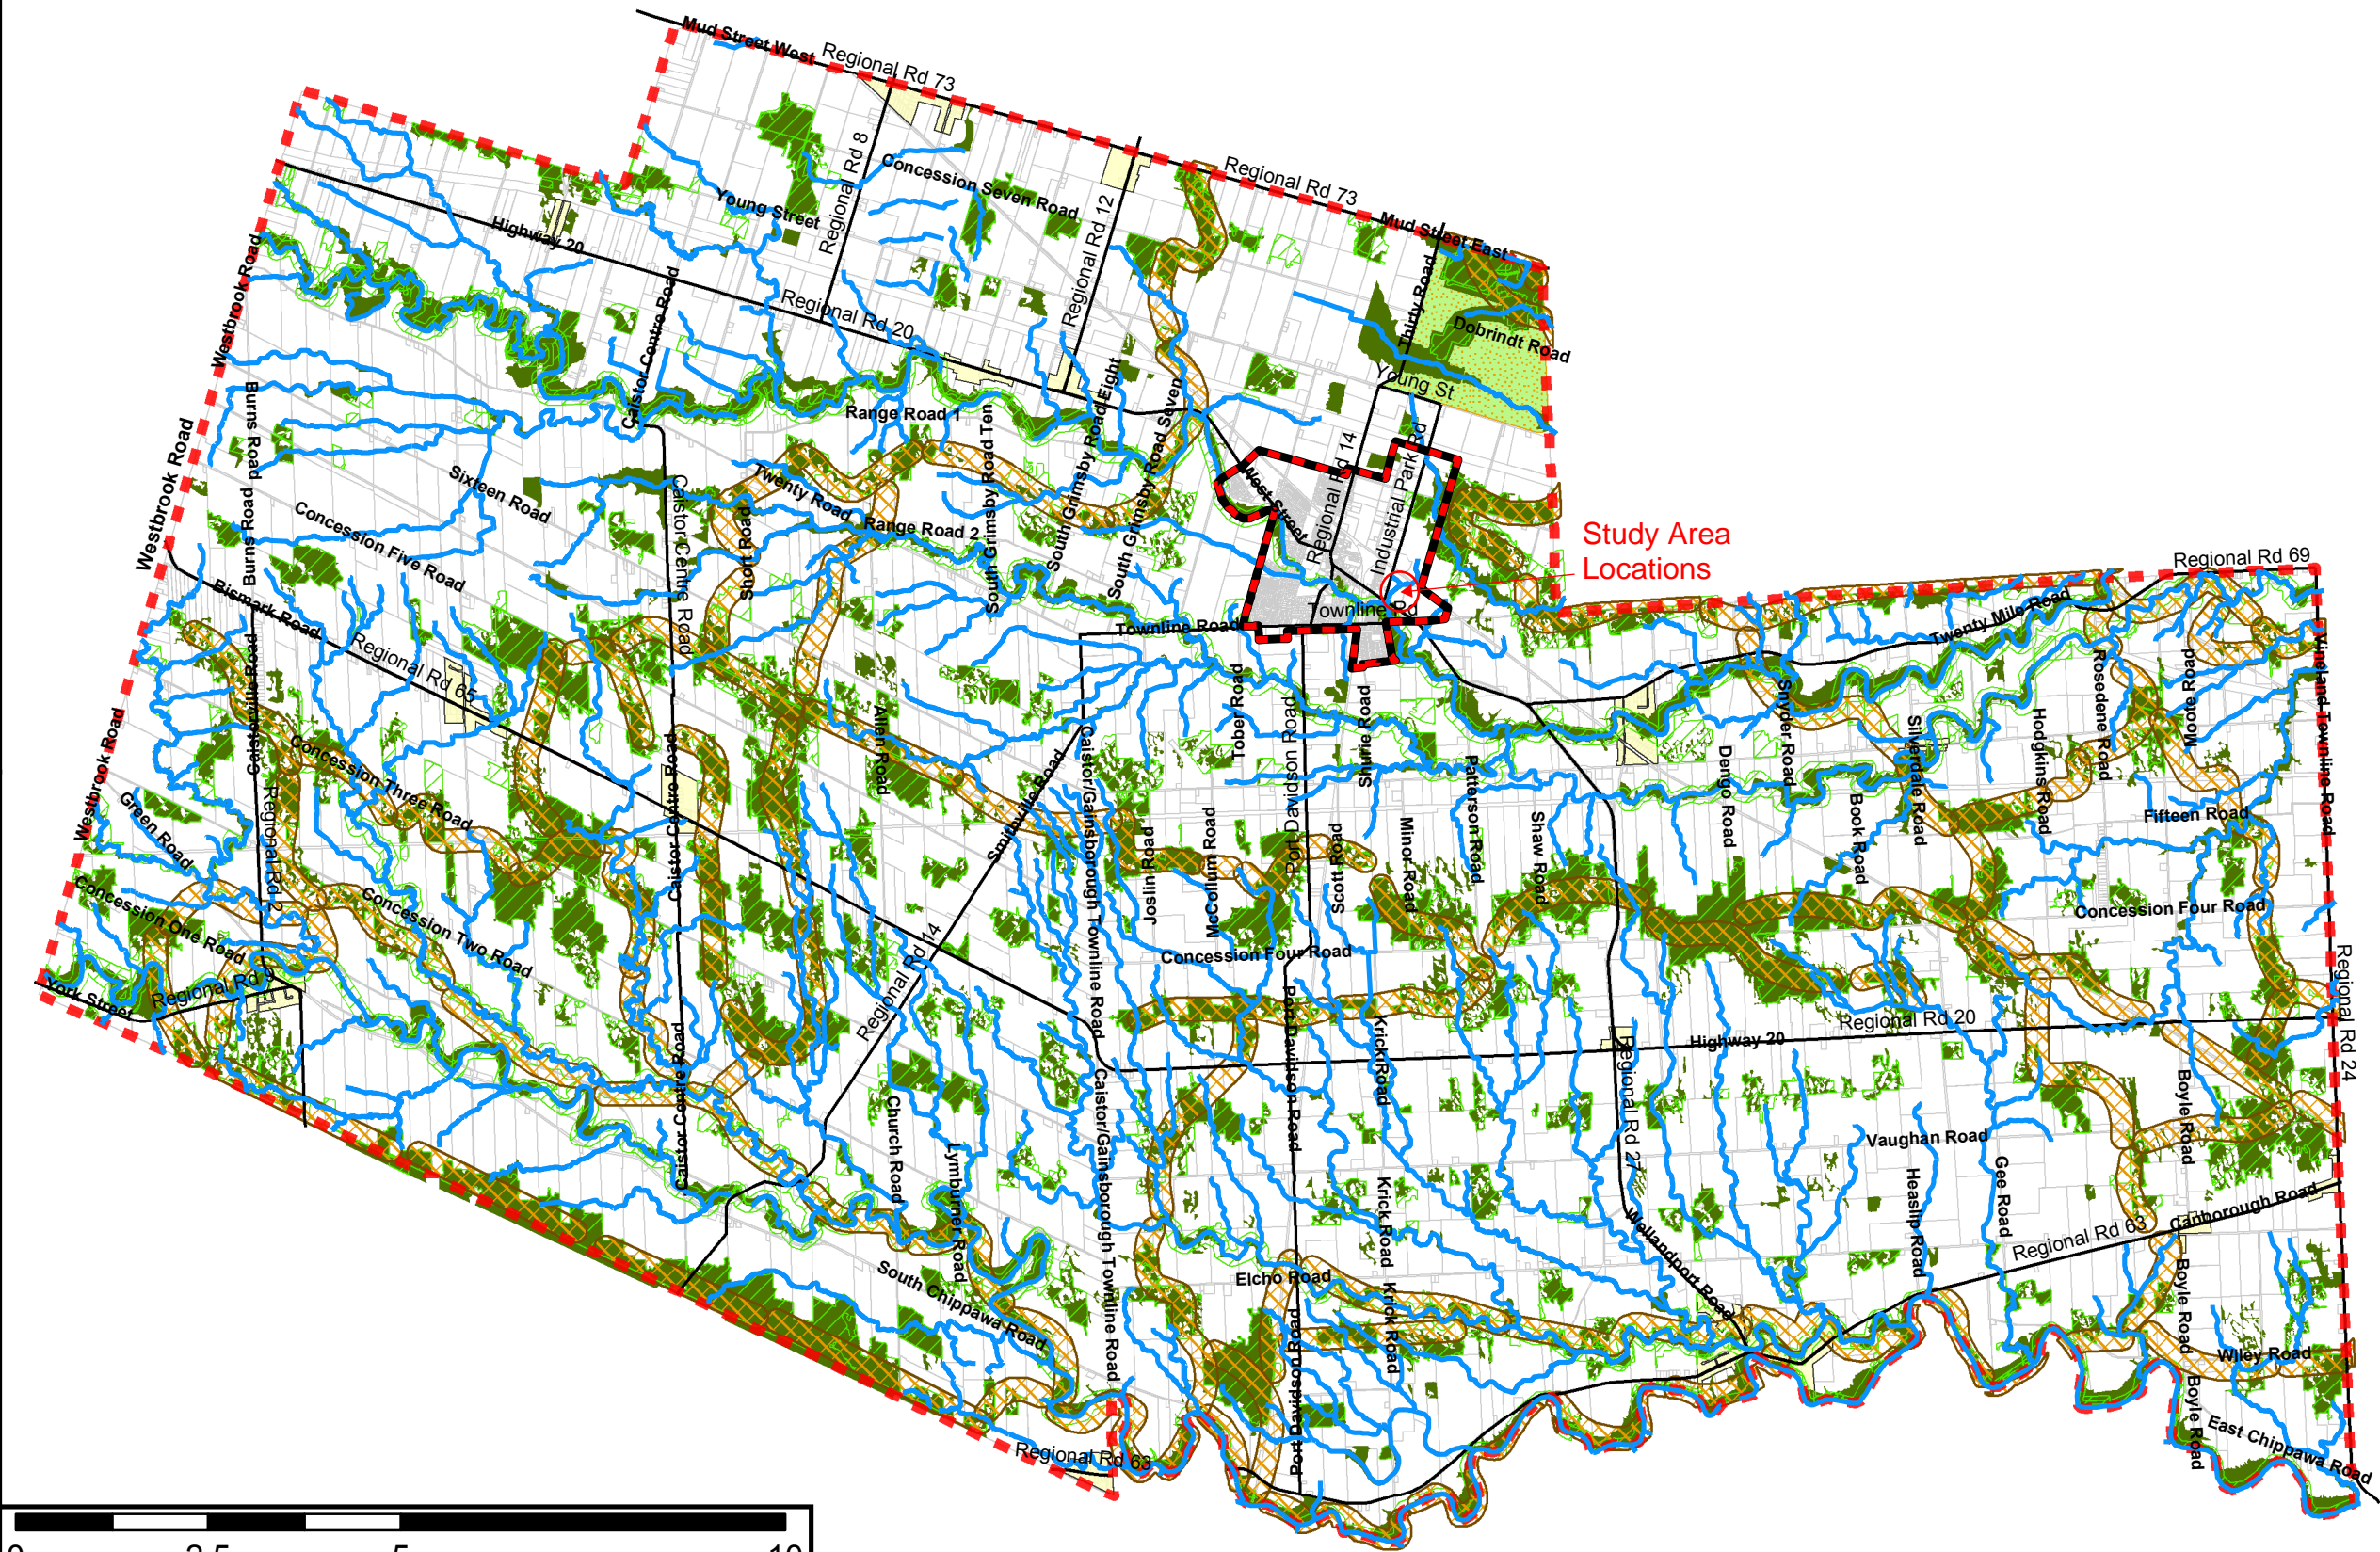 Mud Street West
Regional Rd 73
Regional Rd 8
Concession Seven Road
Young Street
Regional Rd 12
Regional Rd 73
Mud Street East
Thirty Road
Dobrindt Road
Young St
Highway 20
Westbrook Road
Caistor Centre Road
Regional Rd 20
Range Road 1
South Grimsby Road Eight
South Grimsby Road Seven
South Grimsby Road Ten
Burns Road
Westbrook Road
Sixteen Road
Twenty Road
Range Road 2
West Street
Regional Rd 14
Industrial Park Rd
Study Area
Locations
Caistor Centre Road
Short Road
Burns Road
Concession Five Road
Bismark Road
Regional Rd 65
Townline Rd
Townline Road
Regional Rd 69
Twenty Mile Road
Vineland Townline Road
Caistorville Road
Westbrook Road
Green Road
Concession Three Road
Regional Rd 2
Allen Road
Caistor Centre Road
Smithville Road
Caistor/Gainsborough Townline Road
Tober Road
Port Davidson Road
Shurie Road
Patterson Road
Minor Road
Scott Road
Shaw Road
Joslin Road
McCollum Road
Dengo Road
Snyder Road
Book Road
Silverdale Road
Hodgkins Road
Rosedene Road
Moote Road
Fifteen Road
Concession Four Road
Concession One Road
Concession Two Road
York Street
Regional Rd 9
Regional Rd 14
Concession Four Road
Port Davidson Road
Krick Road
Highway 20
Regional Rd 20
Regional Rd 24
Regional Rd 27
Caistor Centre Road
Church Road
Lymburner Road
Caistor/Gainsborough Townline Road
South Chippawa Road
Elcho Road
Krick Road
Krick Road
Port Davidson Road
Wellandport Road
Vaughan Road
Heaslip Road
Gee Road
Boyle Road
Canborough Road
Regional Rd 63
Boyle Road
Wiley Road
Boyle Road
East Chippawa Road
Regional Rd 63